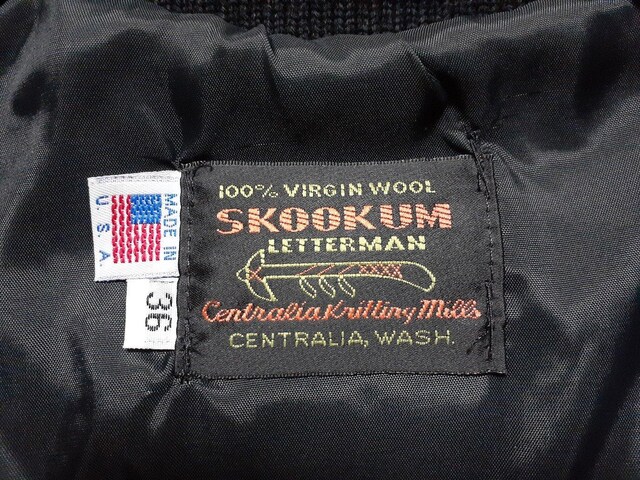 100% VIRGIN WOOL
SKOOKUM
LETTERMAN
Centralia Knitting Mills
CENTRALIA, WASH.
MADE IN
U.S.A.
36